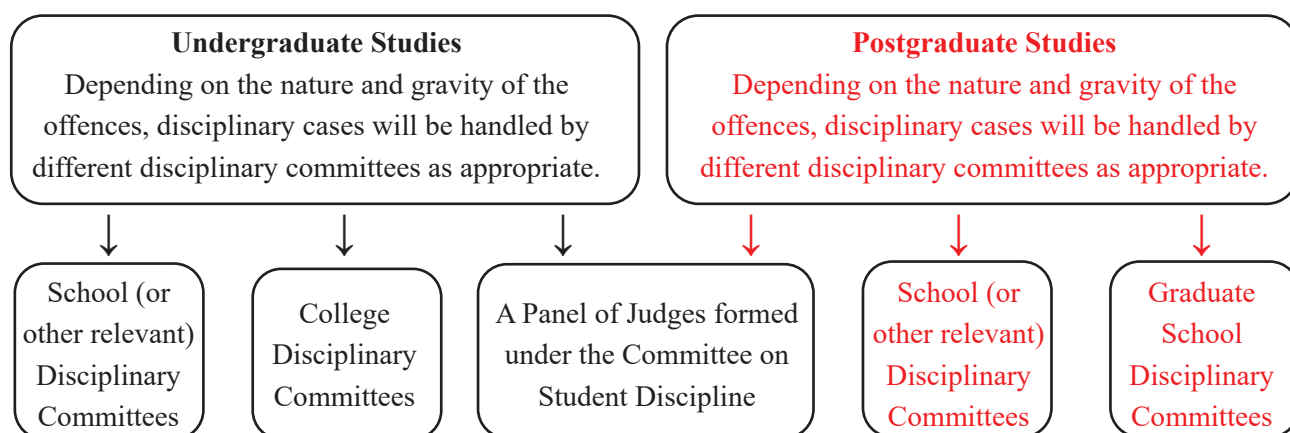 Undergraduate Studies
Depending on the nature and gravity of the
offences, disciplinary cases will be handled by
different disciplinary committees as appropriate.
Postgraduate Studies
Depending on the nature and gravity of the
offences, disciplinary cases will be handled by
different disciplinary committees as appropriate.
School (or
other relevant)
Disciplinary
Committees
College
Disciplinary
Committees
A Panel of Judges formed
under the Committee on
Student Discipline
School (or
other relevant)
Disciplinary
Committees
Graduate
School
Disciplinary
Committees